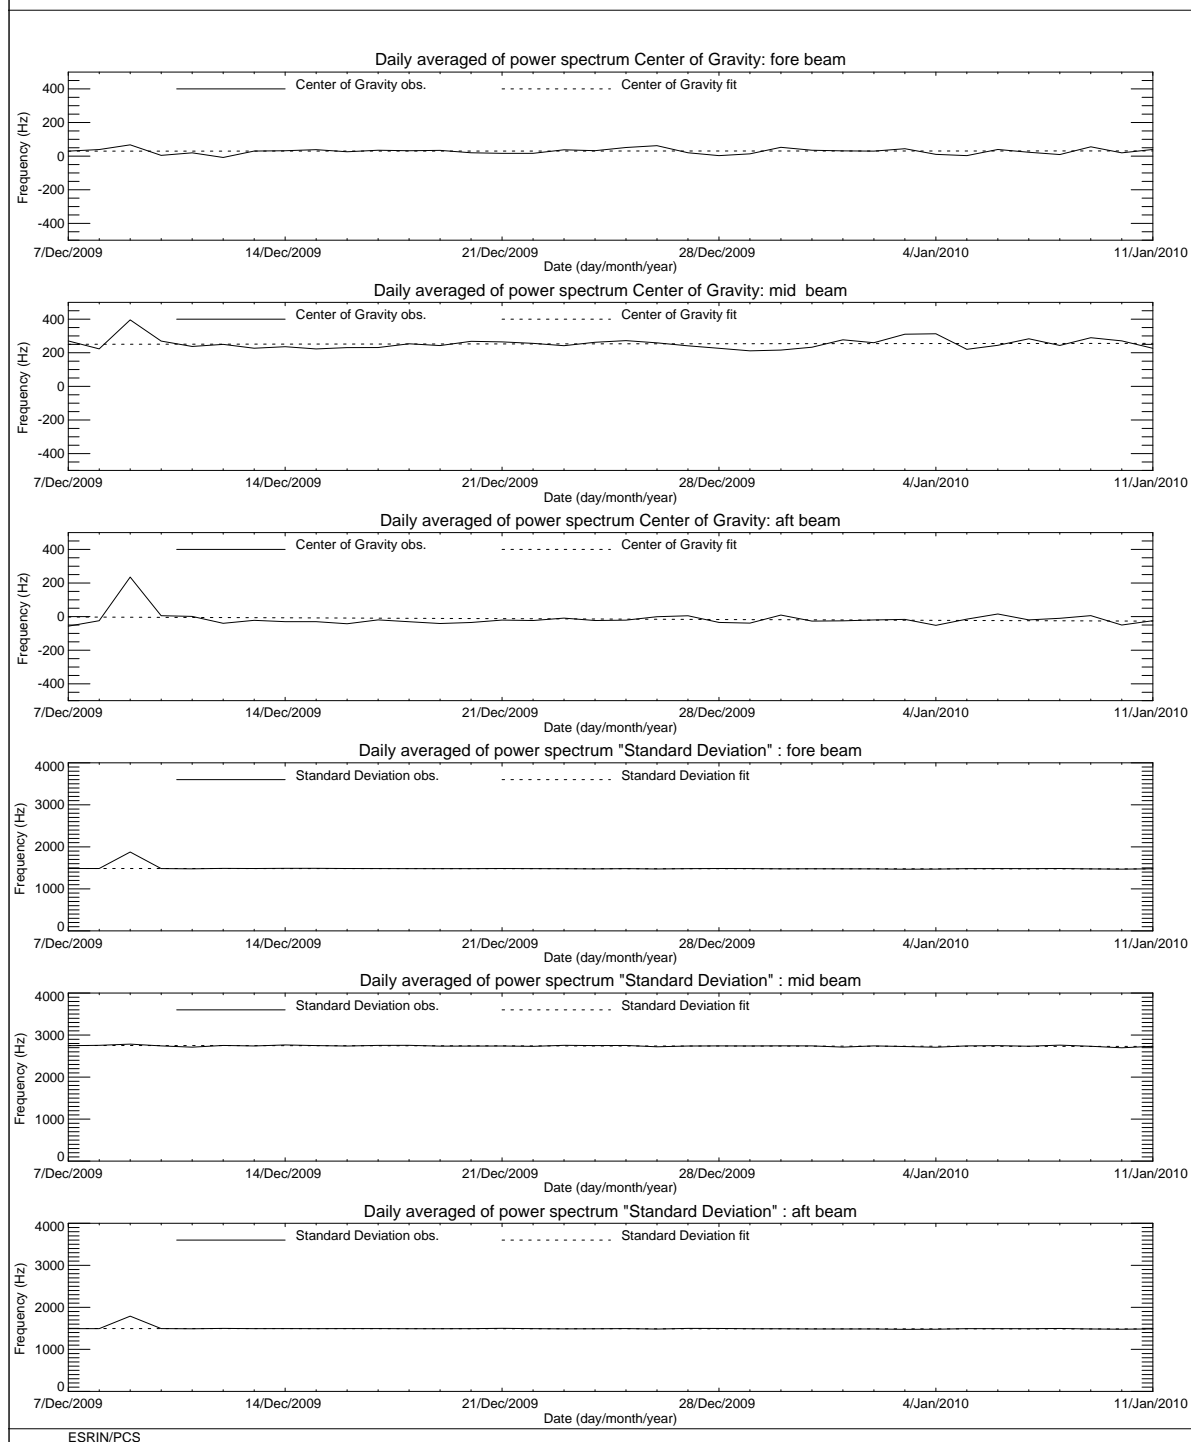 Daily averaged of power spectrum Center of Gravity: fore beam
Center of Gravity obs.
Center of Gravity fit
Frequency (Hz)
400
200
0
-200
-400
7/Dec/2009
14/Dec/2009
21/Dec/2009
28/Dec/2009
4/Jan/2010
11/Jan/2010
Date (day/month/year)
Daily averaged of power spectrum Center of Gravity: mid  beam
Center of Gravity obs.
Center of Gravity fit
Frequency (Hz)
400
200
0
-200
-400
7/Dec/2009
14/Dec/2009
21/Dec/2009
28/Dec/2009
4/Jan/2010
11/Jan/2010
Date (day/month/year)
Daily averaged of power spectrum Center of Gravity: aft beam
Center of Gravity obs.
Center of Gravity fit
Frequency (Hz)
400
200
0
-200
-400
7/Dec/2009
14/Dec/2009
21/Dec/2009
28/Dec/2009
4/Jan/2010
11/Jan/2010
Date (day/month/year)
Daily averaged of power spectrum "Standard Deviation" : fore beam
Standard Deviation obs.
Standard Deviation fit
Frequency (Hz)
4000
3000
2000
1000
0
7/Dec/2009
14/Dec/2009
21/Dec/2009
28/Dec/2009
4/Jan/2010
11/Jan/2010
Date (day/month/year)
Daily averaged of power spectrum "Standard Deviation" : mid beam
Standard Deviation obs.
Standard Deviation fit
Frequency (Hz)
4000
3000
2000
1000
0
7/Dec/2009
14/Dec/2009
21/Dec/2009
28/Dec/2009
4/Jan/2010
11/Jan/2010
Date (day/month/year)
Daily averaged of power spectrum "Standard Deviation" : aft beam
Standard Deviation obs.
Standard Deviation fit
Frequency (Hz)
4000
3000
2000
1000
0
7/Dec/2009
14/Dec/2009
21/Dec/2009
28/Dec/2009
4/Jan/2010
11/Jan/2010
Date (day/month/year)
ESRIN/PCS